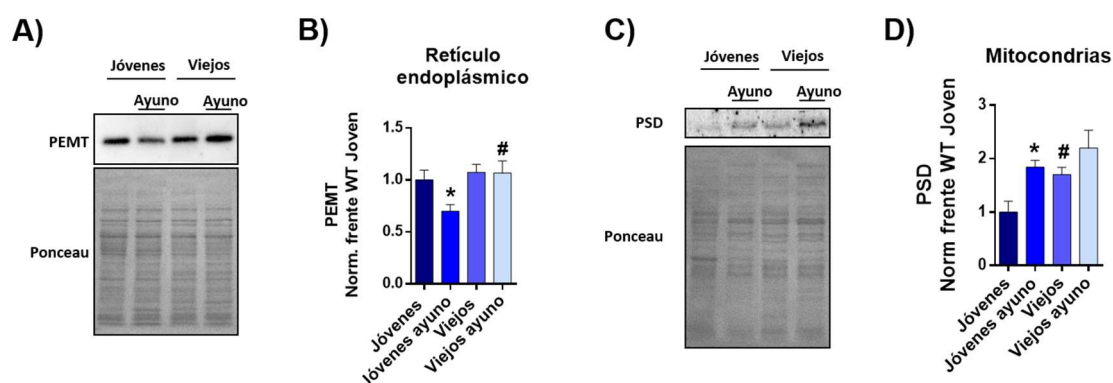 A)
Jóvenes Viejos
Ayuno Ayuno
PEMT
Ponceau
B)
Retículo
endoplásmico
PEMT
Norm. frente WT Joven
1.5
1.0
0.5
0.0
*
#
Jóvenes
Jóvenes ayuno
Viejos
Viejos ayuno
C)
Jóvenes Viejos
Ayuno Ayuno
PSD
Ponceau
D)
Mitocondrias
PSD
Norm frente WT Joven
3
2
1
0
*
#
Jóvenes
Jóvenes ayuno
Viejos
Viejos ayuno